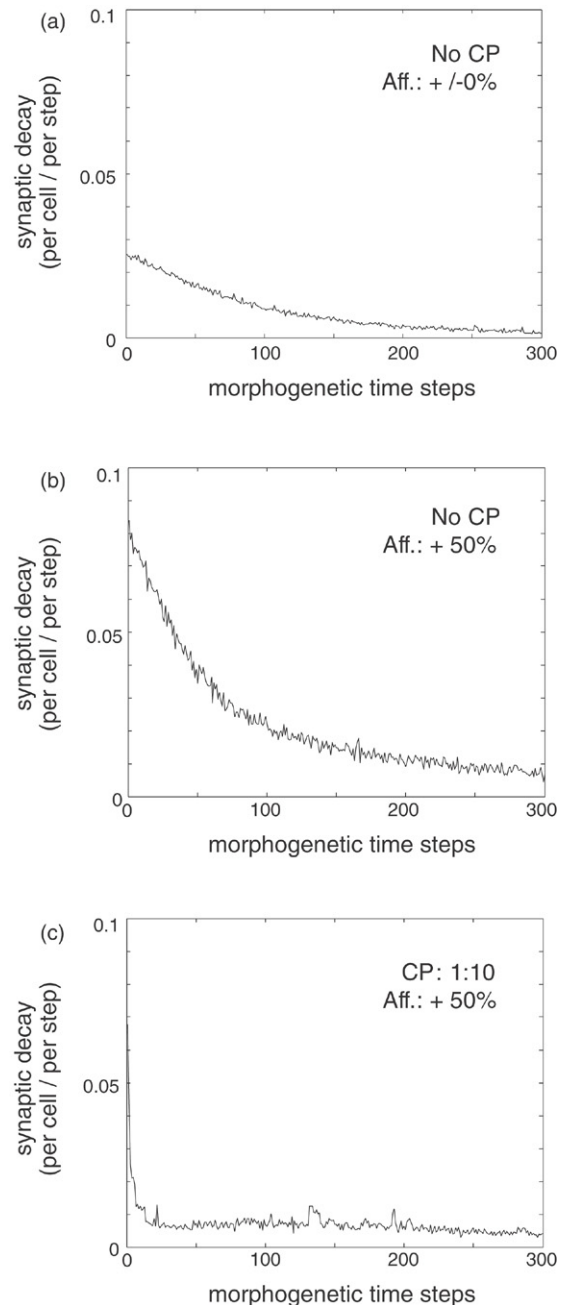 (a)
0.1
No CP
Aff.: + /-0%
synaptic decay
(per cell / per step)
0.05
0
0 100 200 300
morphogenetic time steps
(b)
0.1
No CP
Aff.: + 50%
synaptic decay
(per cell / per step)
0.05
0
0 100 200 300
morphogenetic time steps
(c)
0.1
CP: 1:10
Aff.: + 50%
synaptic decay
(per cell / per step)
0.05
0
0 100 200 300
morphogenetic time steps